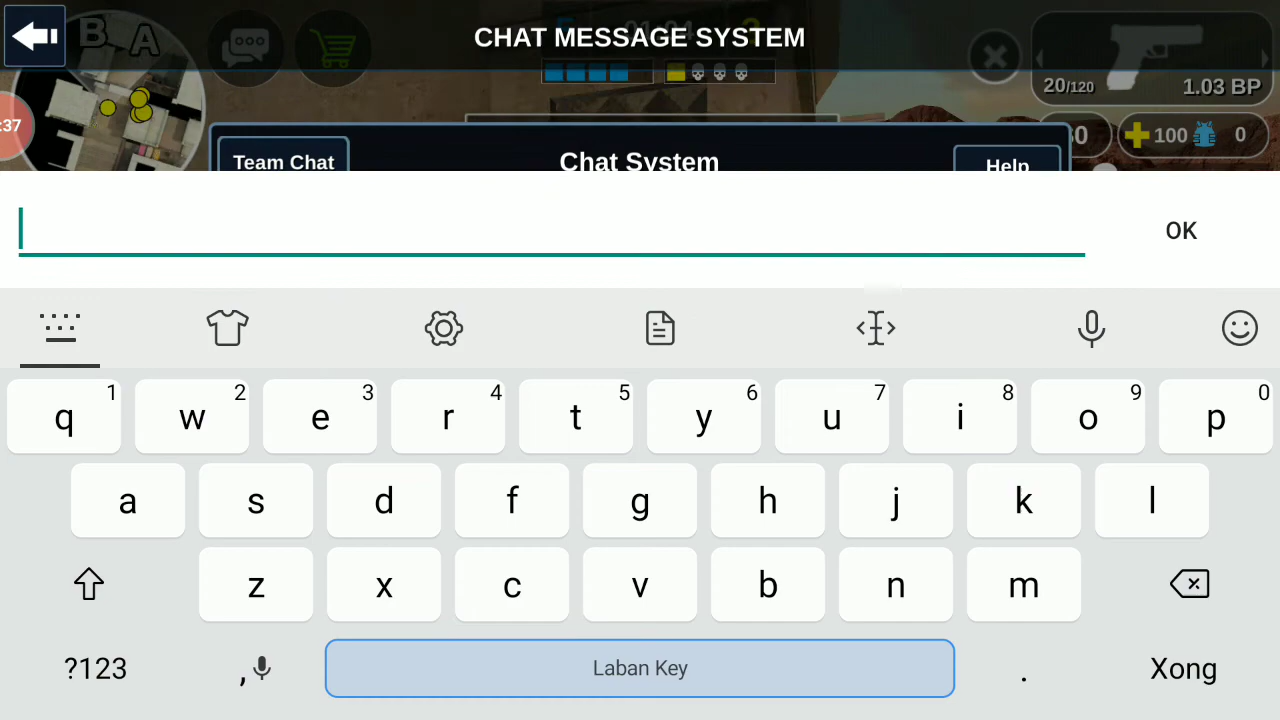 B A
CHAT MESSAGE SYSTEM
20/120 1.03 BP
:37
100 0
Team Chat
Chat System
Help
OK
1 2 3 4 5 6 7 8 9 0
q w e r t y u i o p
a s d f g h j k l
z x c v b n m
?123 , Laban Key . Xong